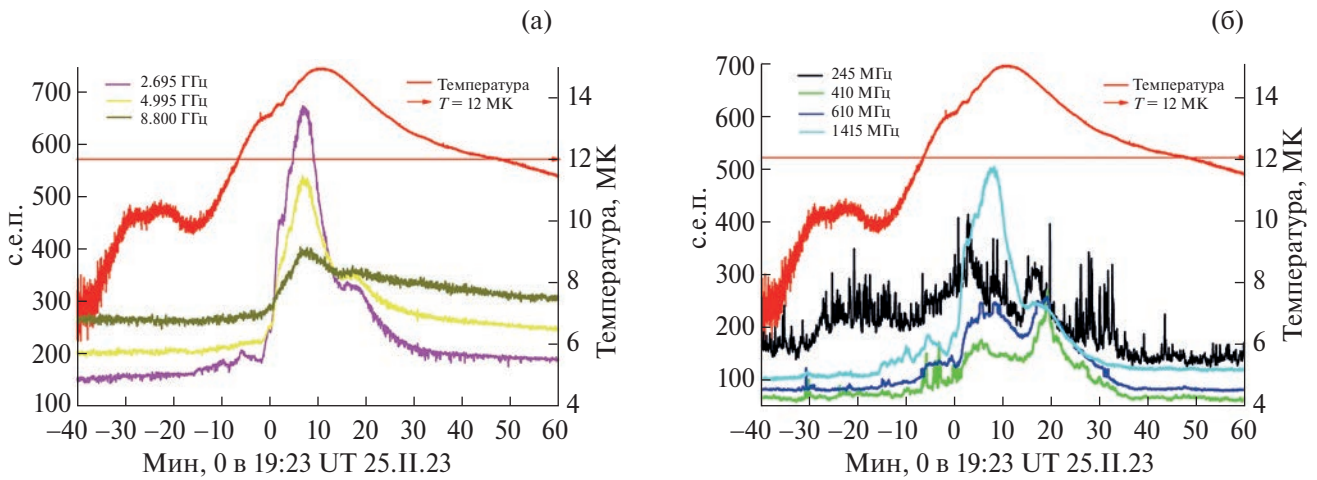 (а)
2.695 ГГц
4.995 ГГц
8.800 ГГц
Температура
T = 12 MK
700
600
500
400
300
200
100
с.е.п.
14
12
10
8
6
4
Температура, МК
–40 –30 –20 –10 0 10 20 30 40 50 60
Мин, 0 в 19:23 UT 25.II.23
(б)
245 МГц
410 МГц
610 МГц
1415 МГц
Температура
T = 12 MK
700
600
500
400
300
200
100
с.е.п.
14
12
10
8
6
4
Температура, МК
–40 –30 –20 –10 0 10 20 30 40 50 60
Мин, 0 в 19:23 UT 25.II.23